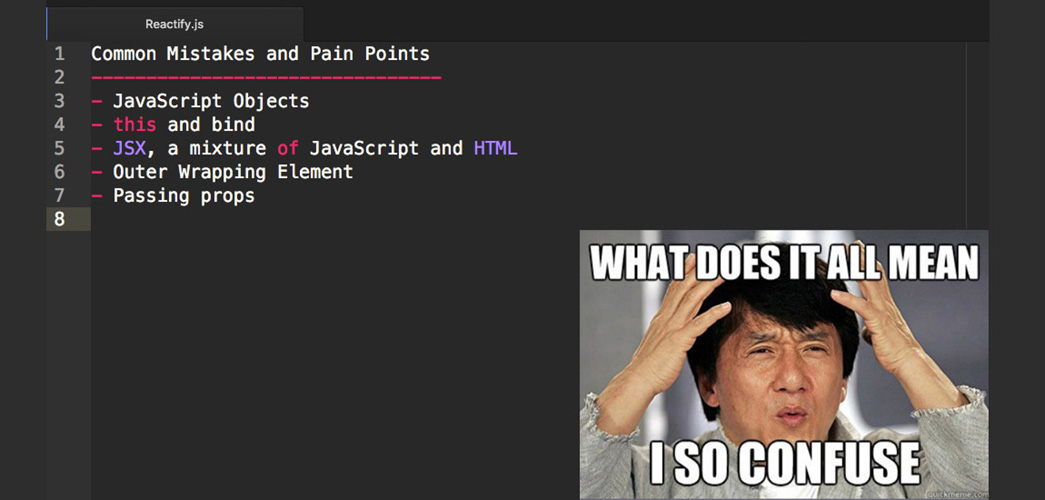 Reactify.js
1 Common Mistakes and Pain Points
2 --------------------------------
3 - JavaScript Objects
4 - this and bind
5 - JSX, a mixture of JavaScript and HTML
6 - Outer Wrapping Element
7 - Passing props
8
WHAT DOES IT ALL MEAN
I SO CONFUSE
quickmeme.com